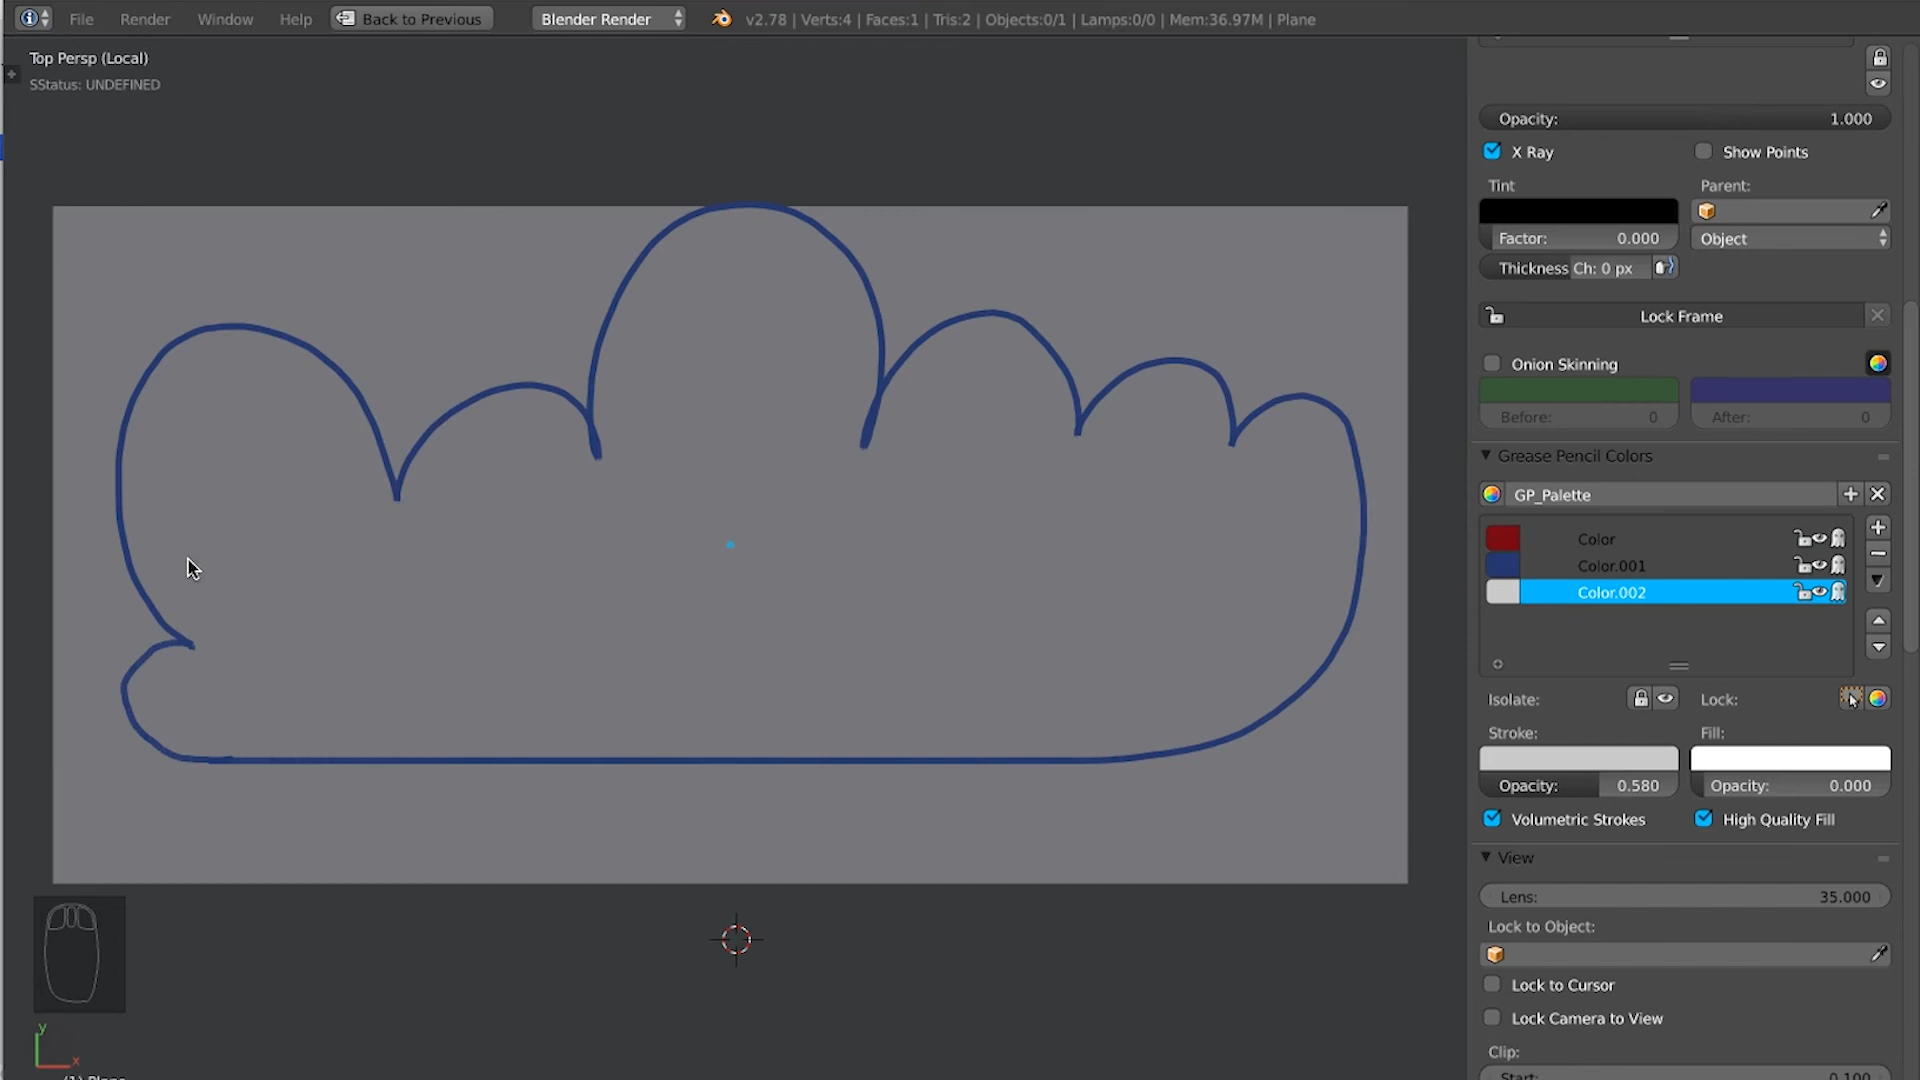 File Render Window Help Back to Previous Blender Render v2.78 | Verts:4 | Faces:1 | Tris:2 | Objects:0/1 | Lamps:0/0 | Mem:36.97M | Plane
Top Persp (Local)
SStatus: UNDEFINED
Opacity: 1.000
X Ray Show Points
Tint Parent:
Factor: 0.000 Object
Thickness Ch: 0 px
Lock Frame
Onion Skinning
Before: 0 After: 0
Grease Pencil Colors
GP_Palette
Color
Color.001
Color.002
Isolate: Lock:
Stroke: Fill:
Opacity: 0.580 Opacity: 0.000
Volumetric Strokes High Quality Fill
View
Lens: 35.000
Lock to Object:
Lock to Cursor
Lock Camera to View
Clip:
Start: 0.100
y
x
(1) Plane